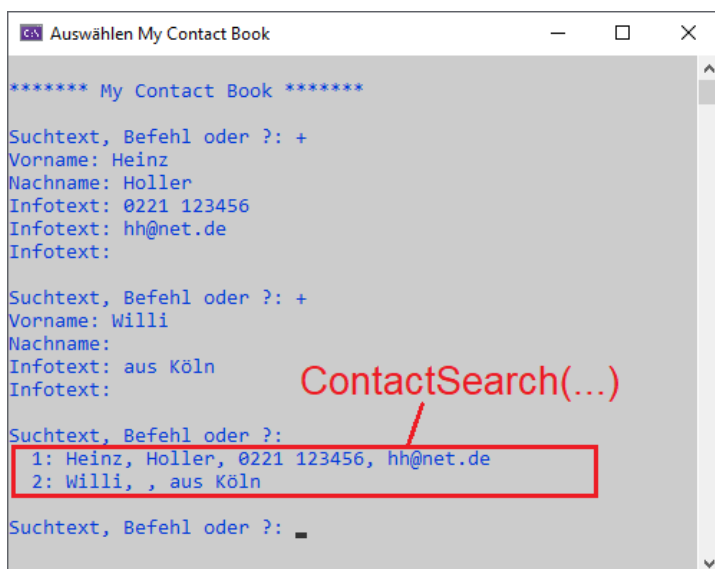 Auswählen My Contact Book
******* My Contact Book *******
Suchtext, Befehl oder ?: +
Vorname: Heinz
Nachname: Holler
Infotext: 0221 123456
Infotext: hh@net.de
Infotext:
Suchtext, Befehl oder ?: +
Vorname: Willi
Nachname:
Infotext: aus Köln
Infotext:
ContactSearch(...)
Suchtext, Befehl oder ?:
1: Heinz, Holler, 0221 123456, hh@net.de
2: Willi, , aus Köln
Suchtext, Befehl oder ?: